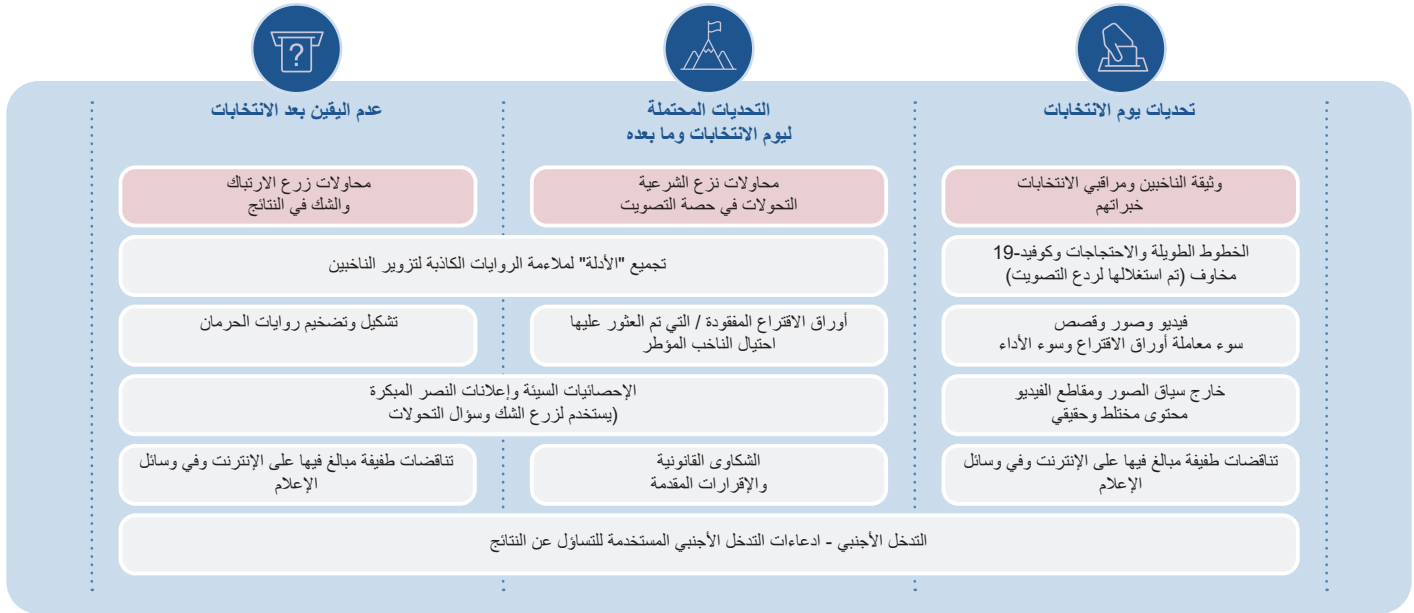 ?
تحديات يوم الانتخابات
التحديات المحتملة
ليوم الانتخابات وما بعده
عدم اليقين بعد الانتخابات
وثيقة الناخبين ومراقبي الانتخابات
خبراتهم
محاولات نزع الشرعية
التحولات في حصة التصويت
محاولات زرع الارتباك
والشك في النتائج
الخطوط الطويلة والاحتجاجات وكوفيد-19
مخاوف (تم استغلالها لردع التصويت)
تجميع "الأدلة" لملاءمة الروايات الكاذبة لتزوير الناخبين
فيديو وصور وقصص
سوء معاملة أوراق الاقتراع وسوء الأداء
أوراق الاقتراع المفقودة / التي تم العثور عليها
احتيال الناخب المؤطر
تشكيل وتضخيم روايات الحرمان
خارج سياق الصور ومقاطع الفيديو
محتوى مختلط وحقيقي
الإحصائيات السيئة وإعلانات النصر المبكرة
(يستخدم لزرع الشك وسؤال التحولات
تناقضات طفيفة مبالغ فيها على الإنترنت وفي وسائل
الإعلام
الشكاوى القانونية
والإقرارات المقدمة
تناقضات طفيفة مبالغ فيها على الإنترنت وفي وسائل
الإعلام
التدخل الأجنبي - ادعاءات التدخل الأجنبي المستخدمة للتساؤل عن النتائج